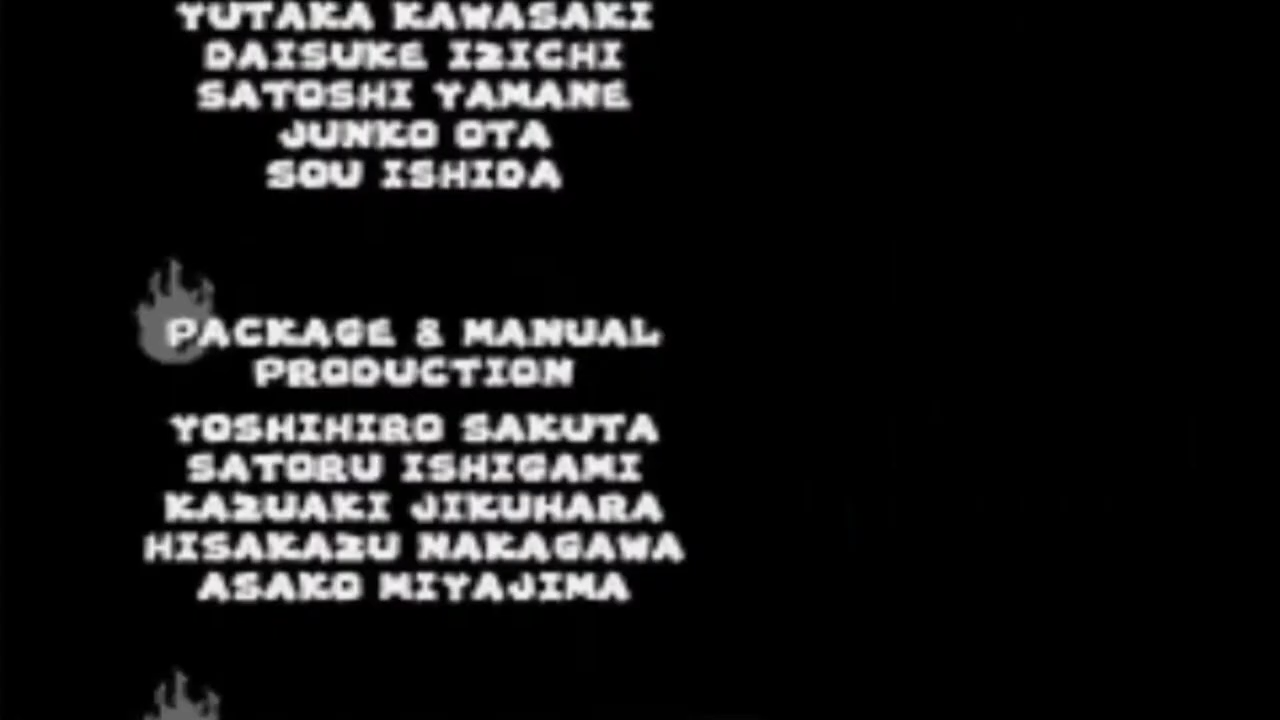 YUTAKA KAWASAKI
DAISUKE IZICHI
SATOSHI YAMANE
JUNKO OTA
SOU ISHIDA
PACKAGE & MANUAL
PRODUCTION
YOSHIHIRO SAKUTA
SATORU ISHIGAMI
KAZUAKI JIKUHARA
HISAKAZU NAKAGAWA
ASAKO MIYAJIMA